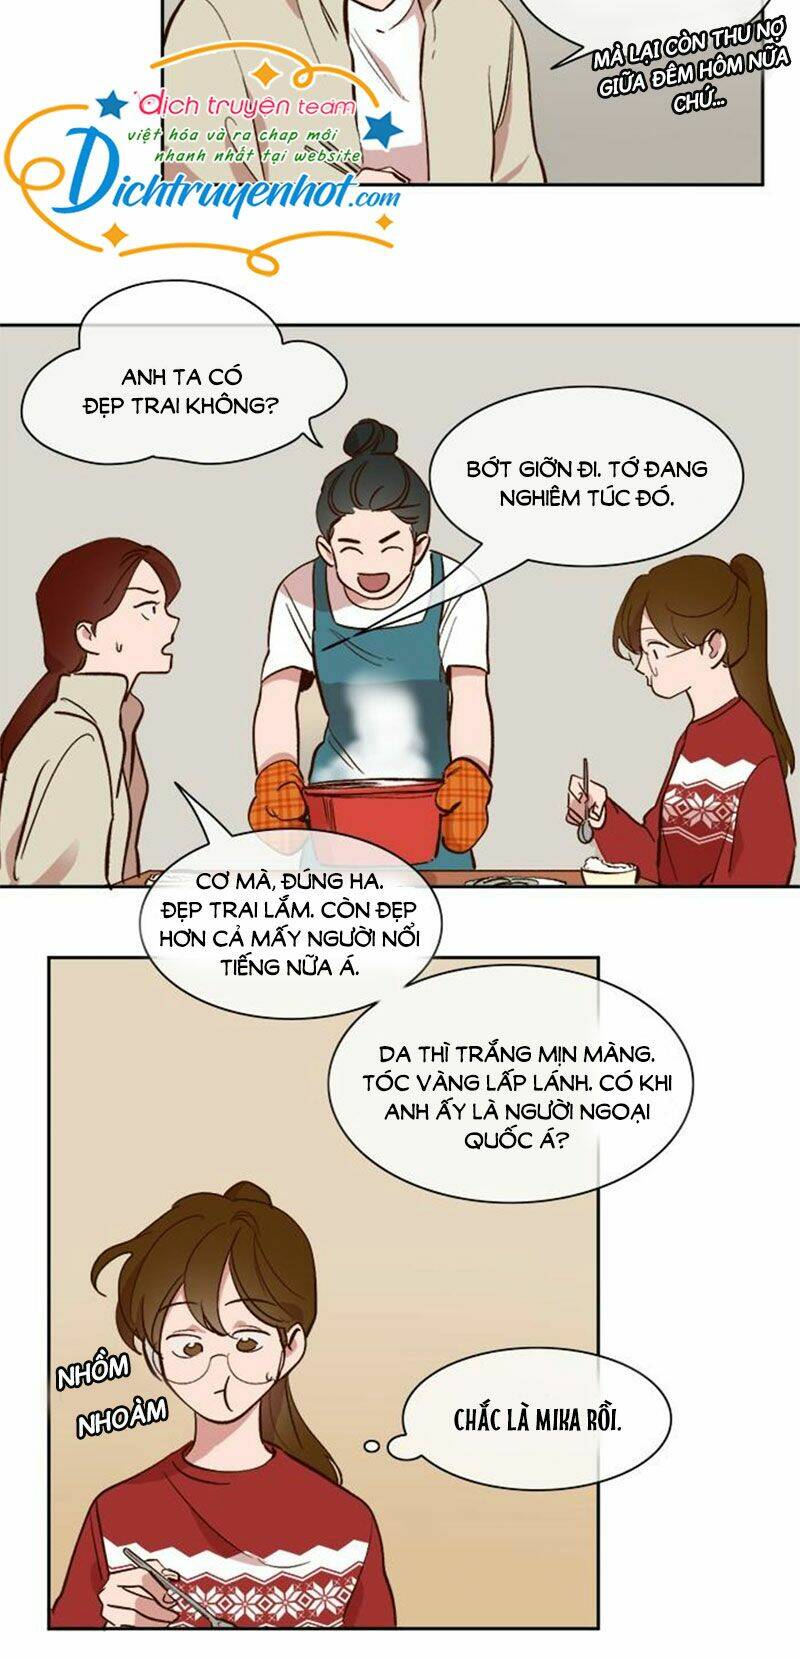 MÀ LẠI CÒN THU NỢ
GIỮA ĐÊM HÔM NỮA
CHỨ...
dịch truyện team
việt hóa và ra chap mới
nhanh nhất tại website
Dichtruyenhot.com
ANH TA CÓ
ĐẸP TRAI KHÔNG?
BỚT GIỠN ĐI. TỚ ĐANG
NGHIÊM TÚC ĐÓ.
CƠ MÀ, ĐÚNG HA.
ĐẸP TRAI LẮM. CÒN ĐẸP
HƠN CẢ MẤY NGƯỜI NỔI
TIẾNG NỮA Á.
DA THÌ TRẮNG MỊN MÀNG.
TÓC VÀNG LẤP LÁNH. CÓ KHI
ANH ẤY LÀ NGƯỜI NGOẠI
QUỐC Á?
NHỒM
NHOÀM
CHẮC LÀ MIKA RỒI.